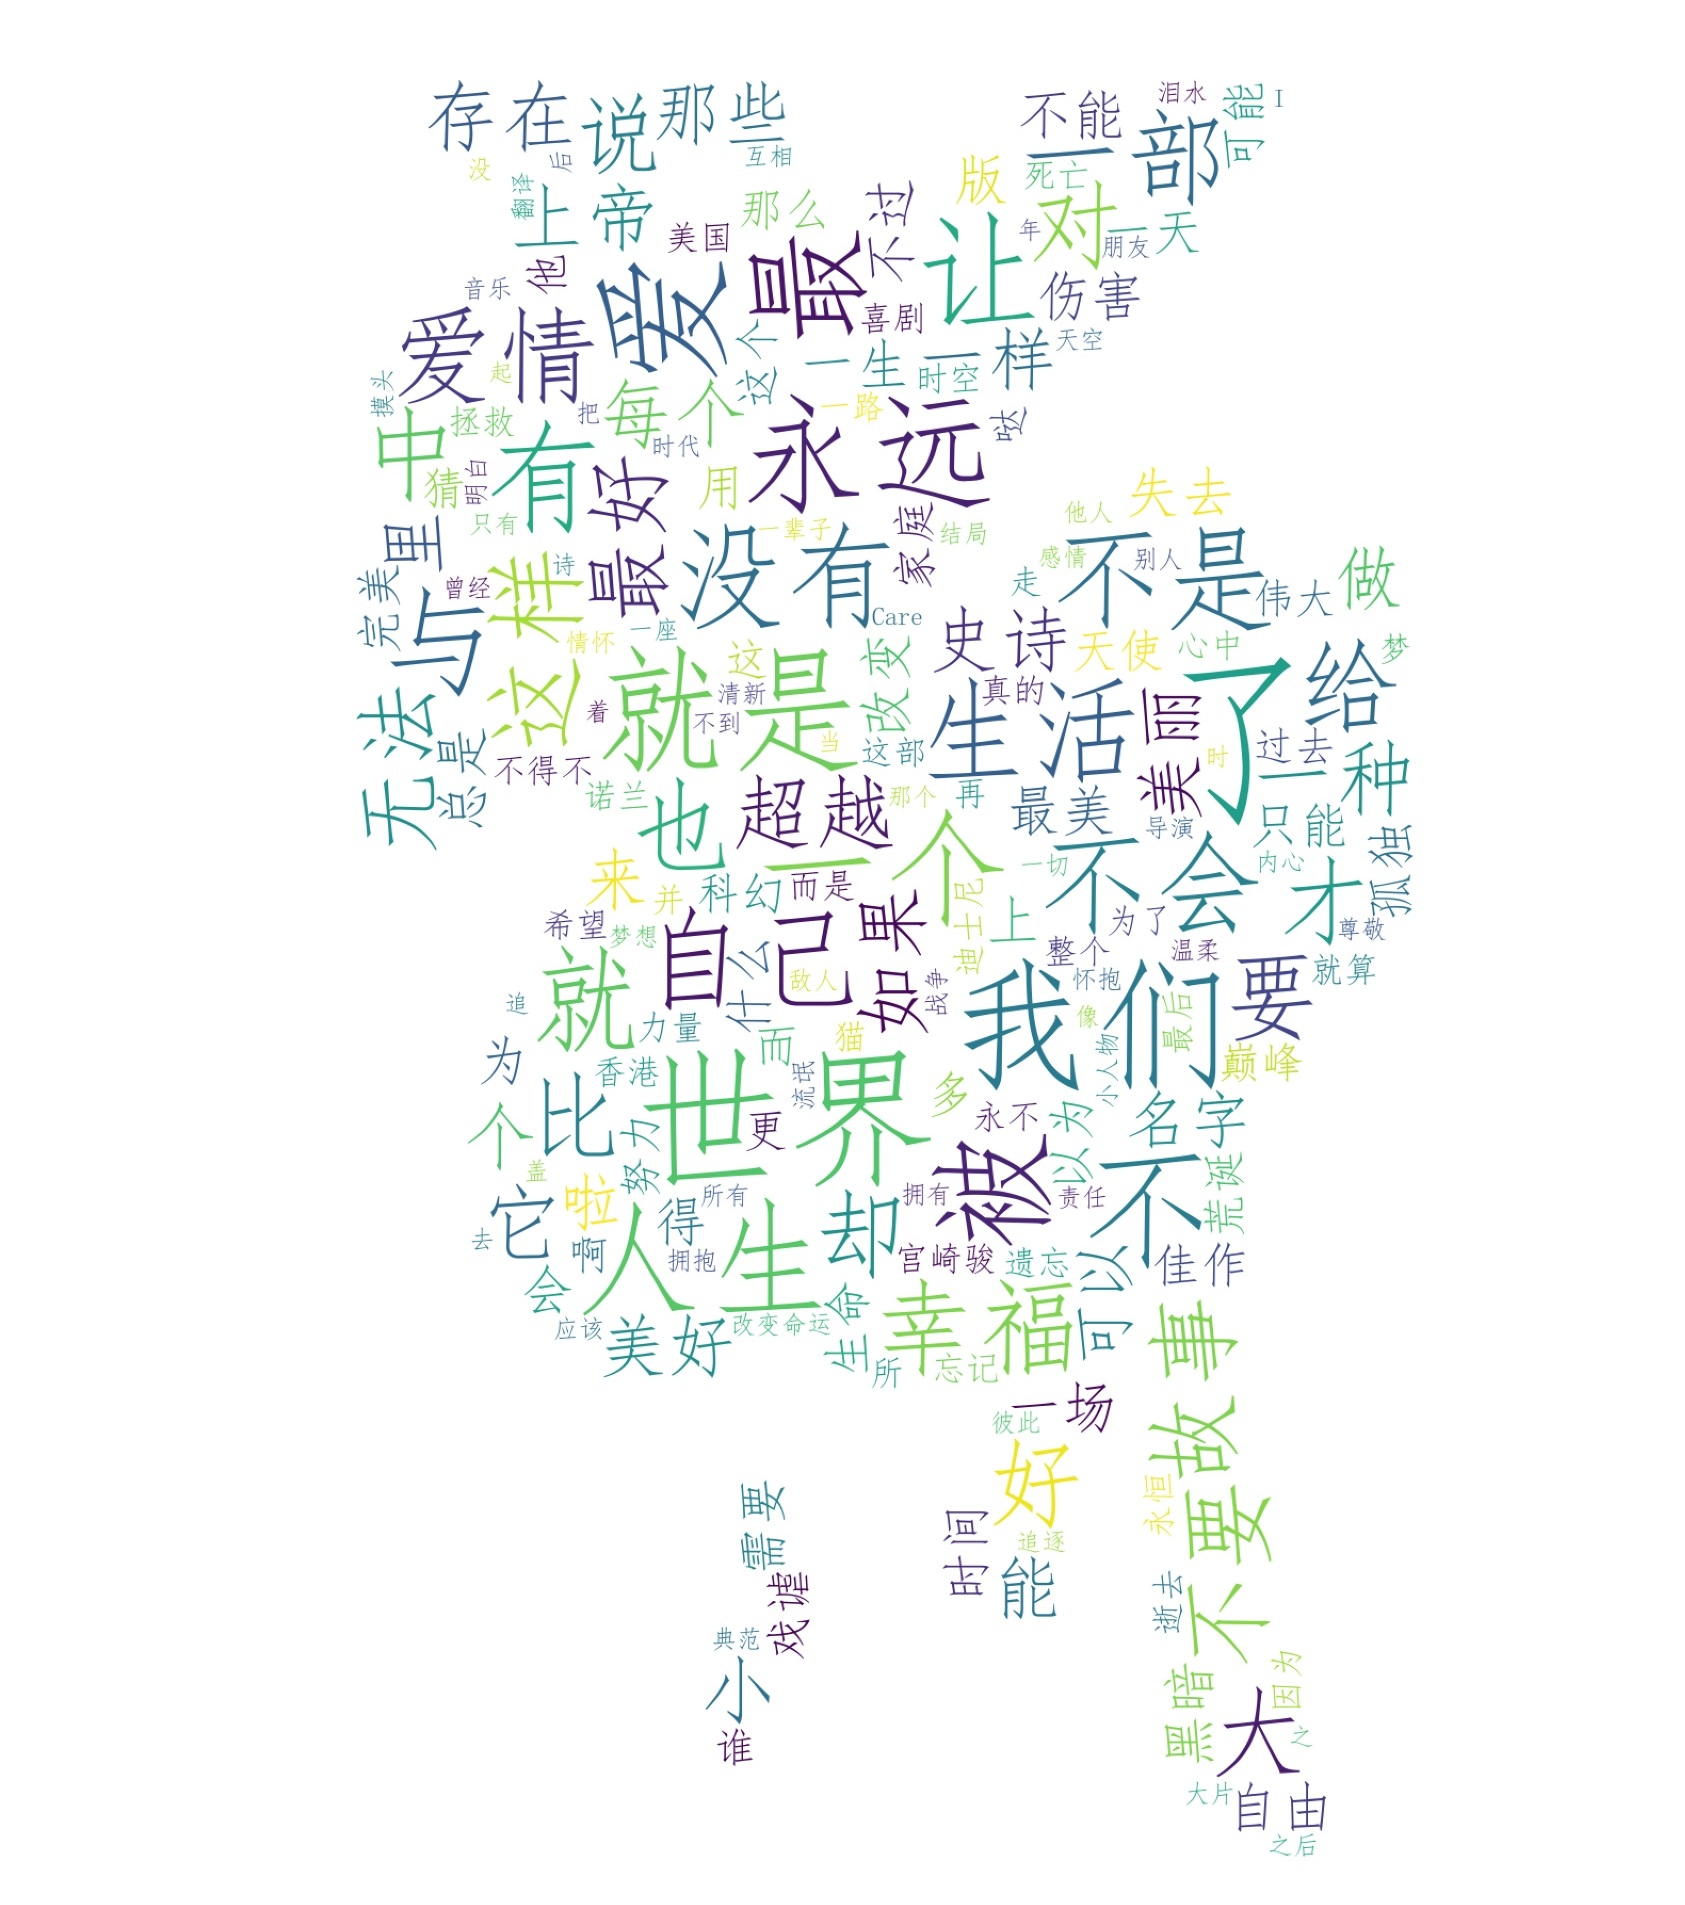 存在
说
那些
不能
泪水
可能
I
没
后
互相
一部
翻译
上帝
那么
不过
版
死亡
对
年
朋友
一天
美国
他
音乐
受
最
让
伤害
爱情
喜剧
这个
一生
时空
一样
天空
摸头
起
把
每个
一路
永远
哒
中
拯救
时代
猜
明白
有
最好
用
失去
只有
一辈子
家庭
结局
他人
里
没有
感情
别人
不是
做
完美
曾经
这样
诗
走
伟大
与
情怀
一座
Care
史诗
天使
心中
梦
就是
这
改变
清新
真的
生活
美丽
了
给
着
不到
无法
总是
不得不
当
这部
过去
时
一种
诺兰
也
超越
那个
再
最美
导演
只能
一个
不会
孤独
来
并
科幻
而是
一切
内心
才
迪士尼
上
希望
梦想
自己
如果
为了
尊敬
什么
整个
温柔
就
敌人
战争
我们
怀抱
要
就算
追
力量
而
猫
像
最后
为
香港
世界
流氓
小人物
巅峰
个
比
努力
更
多
永不
以为
名字
盖
被
不
荒诞
它
啦
得
所有
却
拥有
责任
去
啊
人生
拥抱
宫崎骏
遗忘
可以
佳作
会
生命
幸福
应该
美好
改变命运
所
忘记
故事
一场
彼此
好
需要
时间
追逐
永恒
不要
能
戏谑
逝去
典范
小
黑暗
因为
谁
大
之
大片
自由
之后